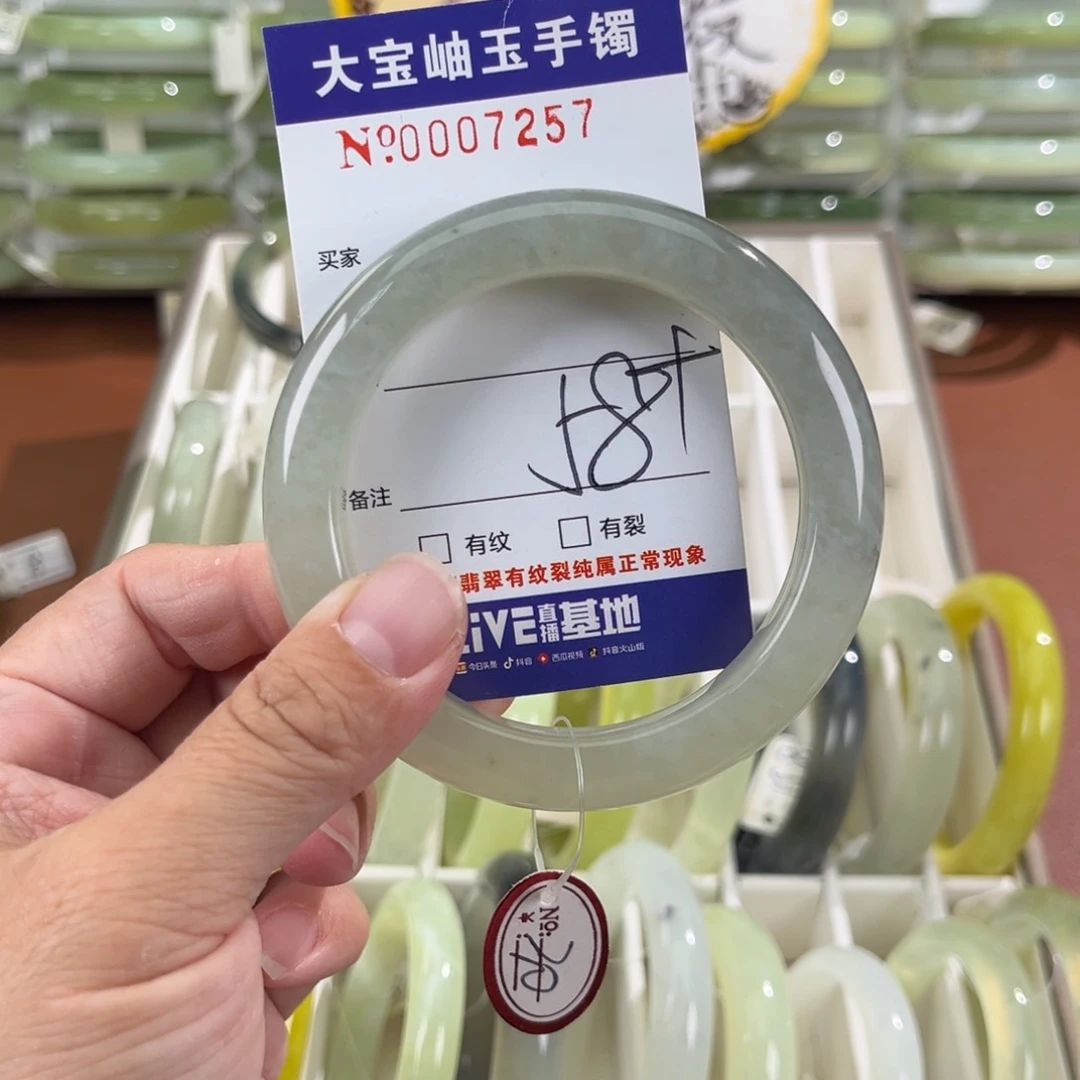 大宝岫玉手镯
Nº0007257
买家
备注
有纹 有裂
翡翠有纹裂纯属正常现象
LIVE直播基地
今日头条 抖音 西瓜视频 抖音火山版
Nº: